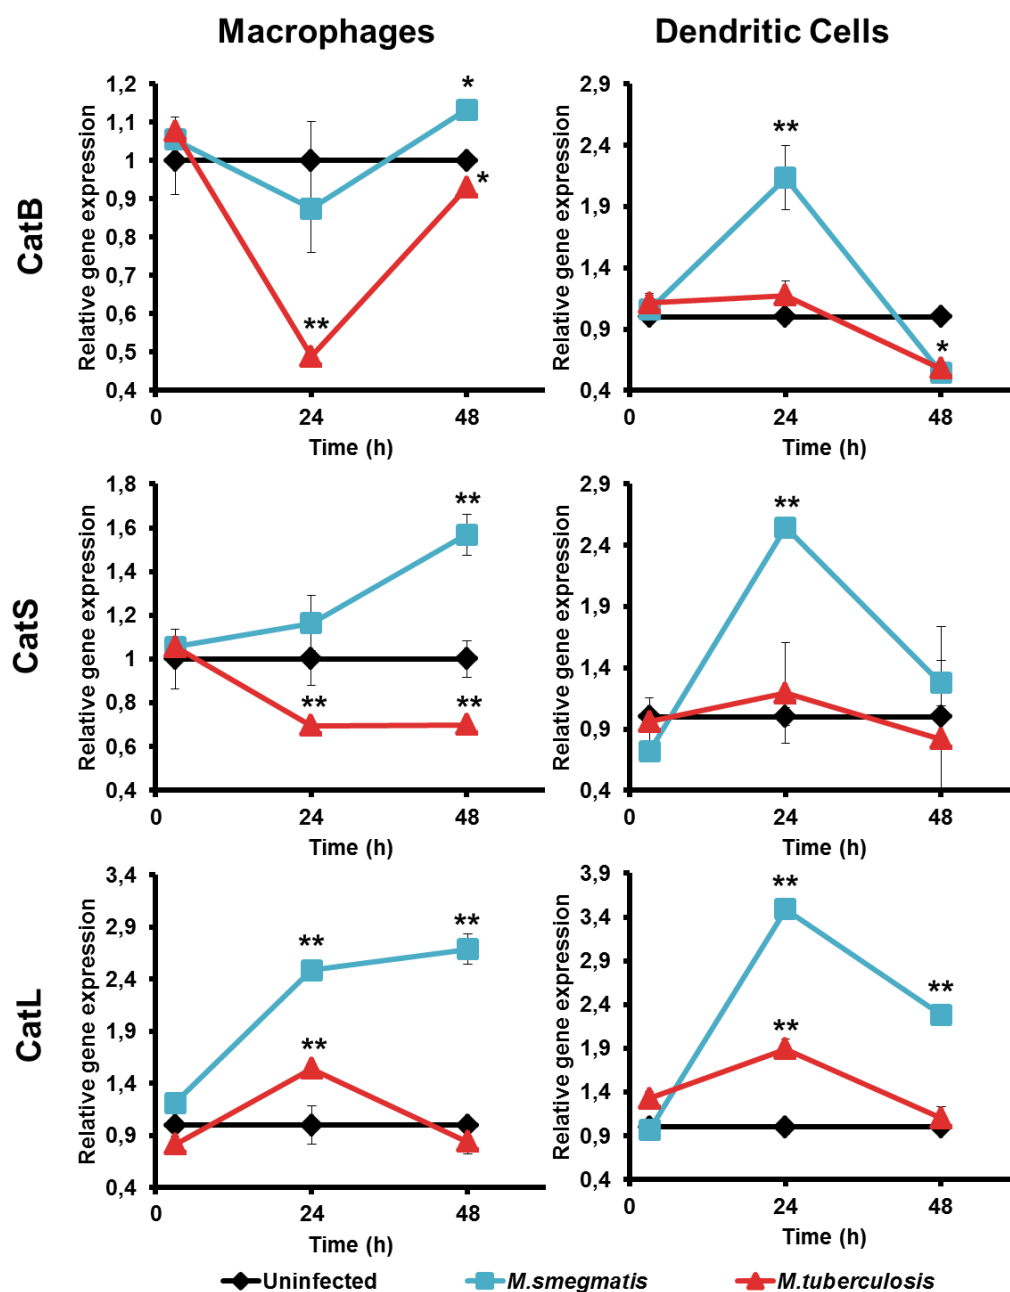 Macrophages Dendritic Cells
CatB
Relative gene expression
1,2
1,1
1
0,9
0,8
0,7
0,6
0,5
0,4
0 24 48
Time (h)
** * *
Relative gene expression
2,9
2,4
1,9
1,4
0,9
0,4
0 24 48
Time (h)
** *
CatS
Relative gene expression
1,8
1,6
1,4
1,2
1
0,8
0,6
0,4
0 24 48
Time (h)
** ** **
Relative gene expression
2,9
2,4
1,9
1,4
0,9
0,4
0 24 48
Time (h)
**
CatL
Relative gene expression
3,4
2,9
2,4
1,9
1,4
0,9
0,4
0 24 48
Time (h)
** ** **
Relative gene expression
3,9
3,4
2,9
2,4
1,9
1,4
0,9
0,4
0 24 48
Time (h)
** ** **
Uninfected M.smegmatis M.tuberculosis